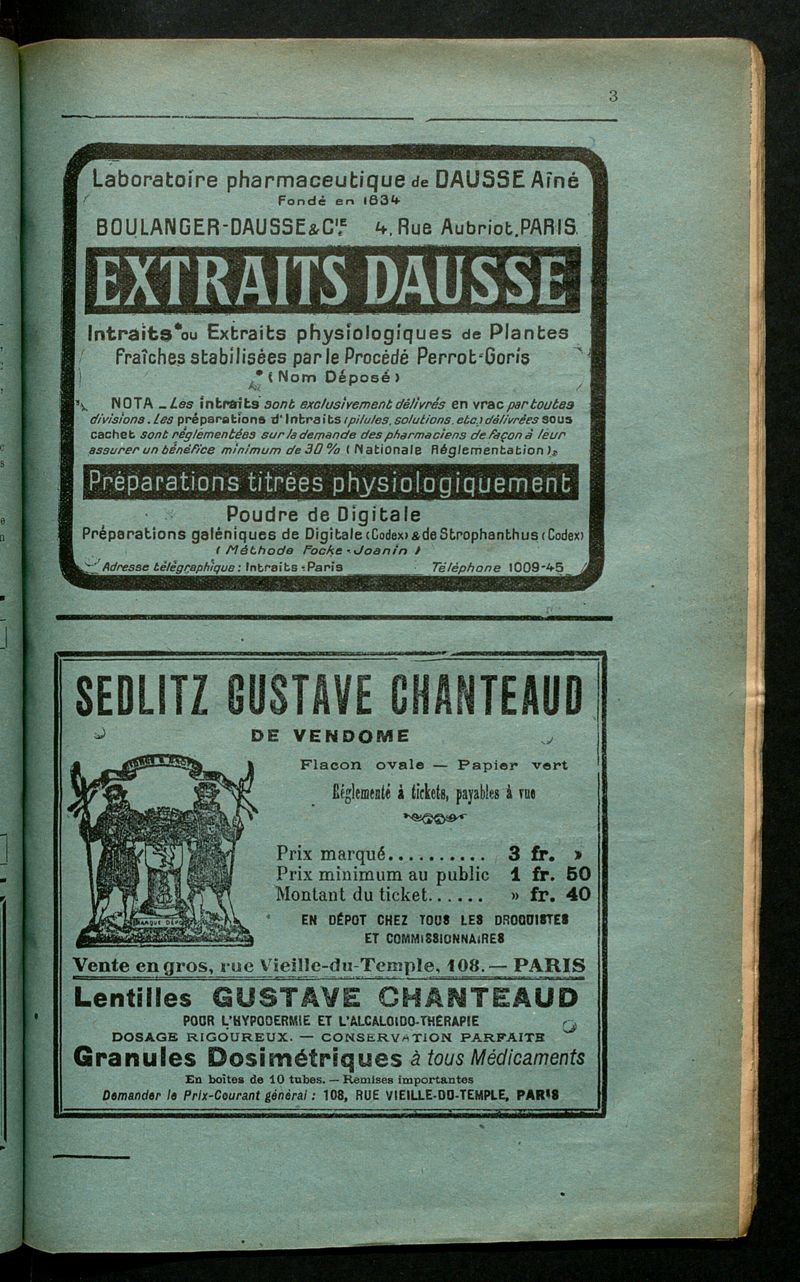 3
Laboratoire pharmaceutique de DAUSSE Aîné
Fondé en 1834
BOULANGER-DAUSSE & Cie 4, Rue Aubriot, PARIS
EXTRAITS DAUSSE
Intraits* ou Extraits physiologiques de Plantes
Fraîches stabilisées par le Procédé Perrot-Goris
* (Nom Déposé)
NOTA _ Les intraits sont exclusivement délivrés en vrac par toutes
divisions. Les préparations d'Intraits (pilules, solutions, etc.) délivrées sous
cachet sont réglementées sur la demande des pharmaciens de façon à leur
assurer un bénéfice minimum de 30 % (Nationale Réglementation).
Préparations titrées physiologiquement
Poudre de Digitale
Préparations galéniques de Digitale (Codex) & de Strophanthus (Codex)
(Méthode Focke-Joanin)
Adresse télégraphique : Intraits-Paris Téléphone 1009-45
SEDLITZ GUSTAVE CHANTEAUD
DE VENDOME
Flacon ovale — Papier vert
Réglementé à tickets, payables à vue
Prix marqué........... 3 fr. »
Prix minimum au public 1 fr. 50
Montant du ticket...... » fr. 40
MARQUE DÉPO
EN DÉPOT CHEZ TOUS LES DROGUISTES
ET COMMISSIONNAIRES
Vente en gros, rue Vieille-du-Temple, 108. — PARIS
Lentilles GUSTAVE CHANTEAUD
POUR L'HYPODERMIE ET L'ALCALOIDO-THÉRAPIE
DOSAGE RIGOUREUX. — CONSERVATION PARFAITE
Granules Dosimétriques à tous Médicaments
En boîtes de 10 tubes. — Remises importantes
Demander le Prix-Courant général : 108, RUE VIEILLE-DU-TEMPLE, PARIS